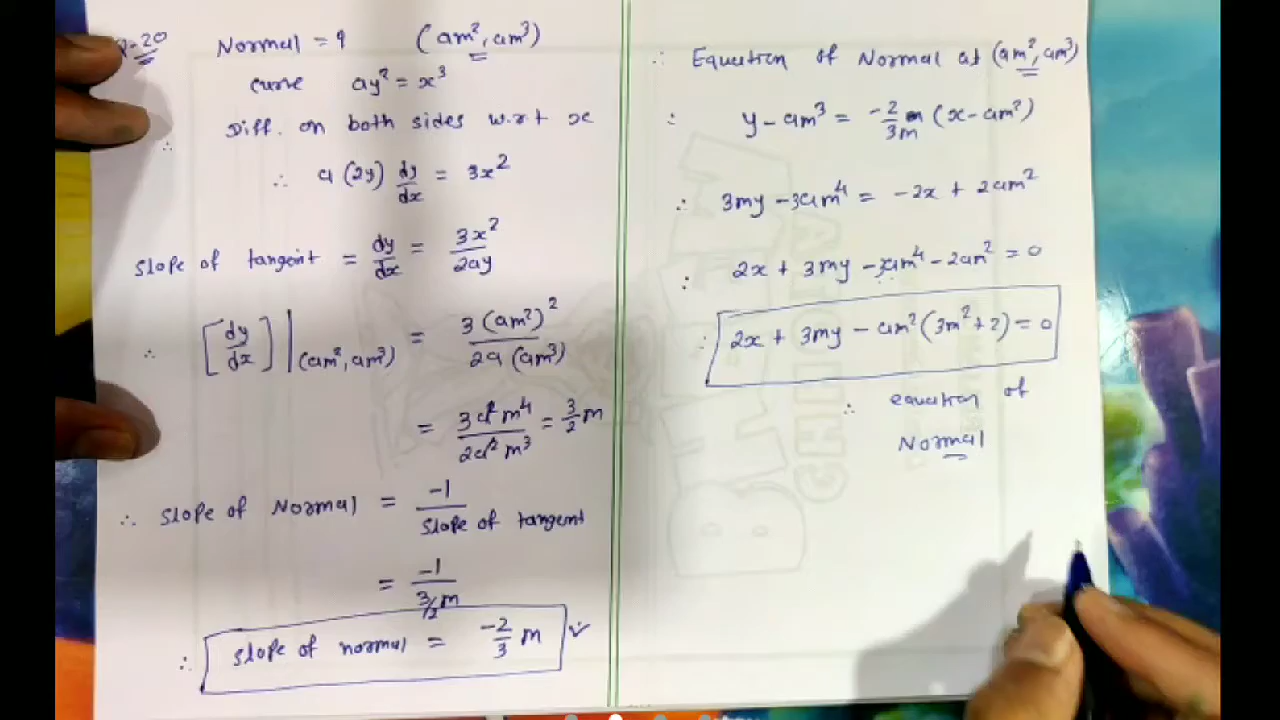 Q-20 Normal = ? (am², am³)
curve ay² = x³
Diff. on both sides w.r.t x
∴ a (2y) dy/dx = 3x²
Slope of tangent = dy/dx = 3x²/2ay
∴ [dy/dx] | (am², am³) = 3 (am²)²/2a (am³)
= 3a²m⁴/2a²m³ = 3/2 m
∴ Slope of Normal = -1/Slope of tangent
= -1/3/2 m
∴ slope of normal = -2/3 m
∴ Equation of Normal at (am², am³)
∴ y - am³ = -2/3m (x - am²)
∴ 3my - 3am⁴ = -2x + 2am²
∴ 2x + 3my - 3am⁴ - 2am² = 0
∴ 2x + 3my - am² (3m² + 2) = 0
∴ equation of
Normal
BHEEM